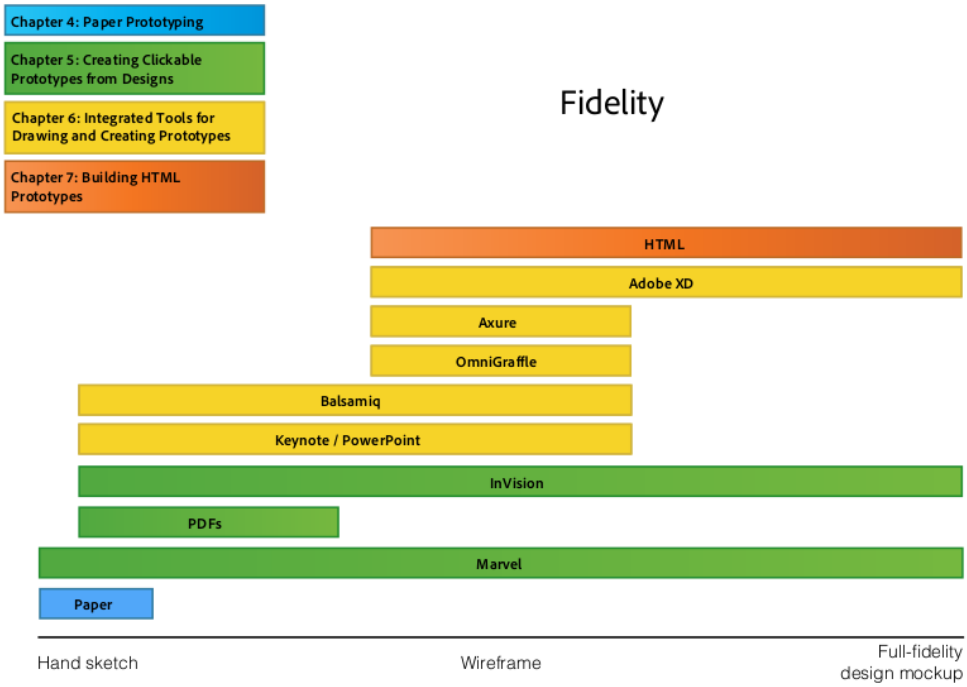 Chapter 4: Paper Prototyping
Chapter 5: Creating Clickable
Prototypes from Designs
Chapter 6: Integrated Tools for
Drawing and Creating Prototypes
Chapter 7: Building HTML
Prototypes
Fidelity
HTML
Adobe XD
Axure
OmniGraffle
Balsamiq
Keynote / PowerPoint
InVision
PDFs
Marvel
Paper
Hand sketch
Wireframe
Full-fidelity
design mockup